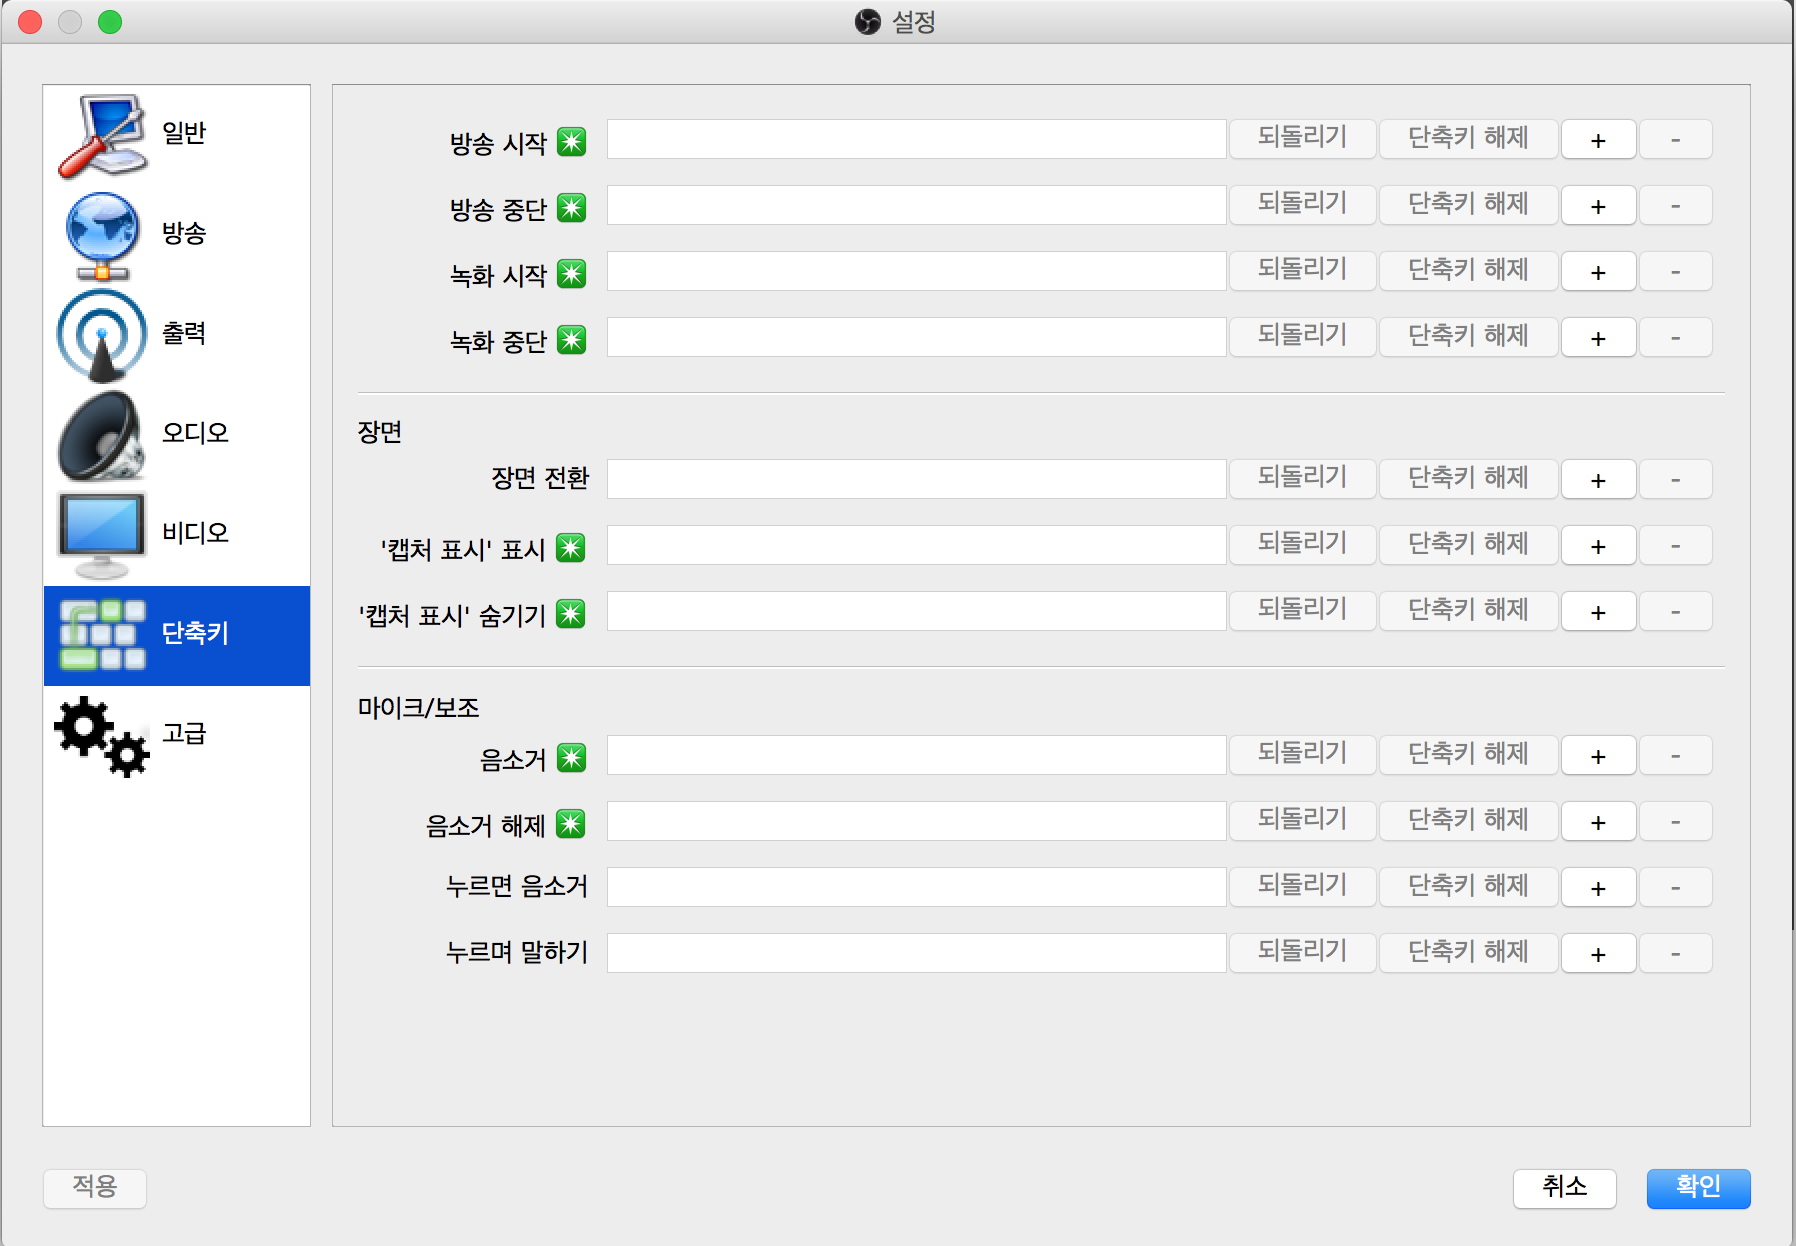 설정
일반
방송
출력
오디오
비디오
단축키
고급
방송 시작 되돌리기 단축키 해제 + -
방송 중단 되돌리기 단축키 해제 + -
녹화 시작 되돌리기 단축키 해제 + -
녹화 중단 되돌리기 단축키 해제 + -
장면
장면 전환 되돌리기 단축키 해제 + -
'캡처 표시' 표시 되돌리기 단축키 해제 + -
'캡처 표시' 숨기기 되돌리기 단축키 해제 + -
마이크/보조
음소거 되돌리기 단축키 해제 + -
음소거 해제 되돌리기 단축키 해제 + -
누르면 음소거 되돌리기 단축키 해제 + -
누르며 말하기 되돌리기 단축키 해제 + -
적용 취소 확인